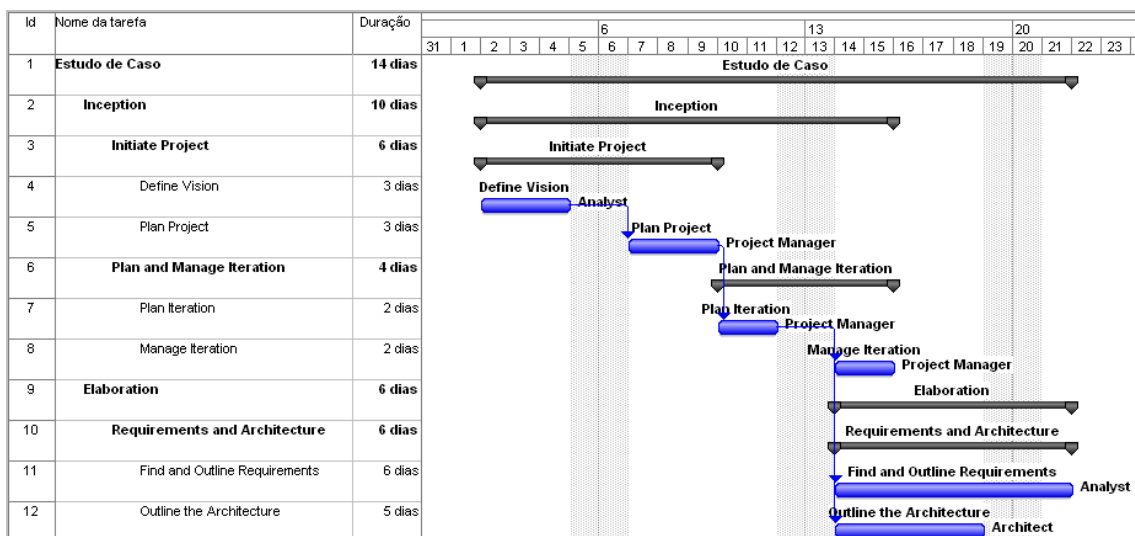 Id Nome da tarefa Duração
6 13 20
31 1 2 3 4 5 6 7 8 9 10 11 12 13 14 15 16 17 18 19 20 21 22 23
1 Estudo de Caso 14 dias Estudo de Caso
2 Inception 10 dias Inception
3 Initiate Project 6 dias Initiate Project
4 Define Vision 3 dias Define Vision
Analyst
5 Plan Project 3 dias Plan Project
Project Manager
6 Plan and Manage Iteration 4 dias Plan and Manage Iteration
7 Plan Iteration 2 dias Plan Iteration
Project Manager
8 Manage Iteration 2 dias Manage Iteration
Project Manager
9 Elaboration 6 dias Elaboration
10 Requirements and Architecture 6 dias Requirements and Architecture
11 Find and Outline Requirements 6 dias Find and Outline Requirements
Analyst
12 Outline the Architecture 5 dias Outline the Architecture
Architect